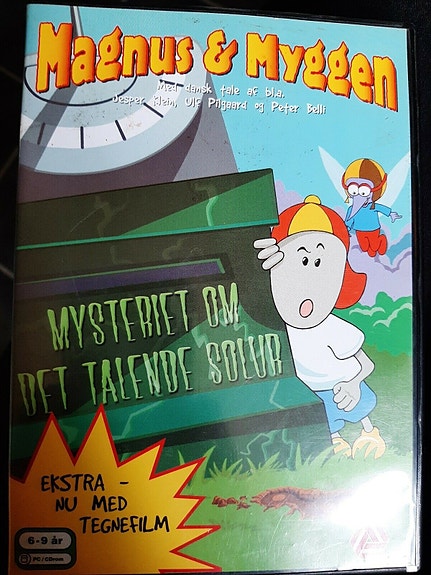 Magnus & Myggen
Med dansk tale af bl.a.
Jesper Klein, Ulf Pilgaard og Peter Belli
MYSTERIET OM
DET TALENDE SOLUR
EKSTRA -
NU MED
TEGNEFILM
6-9 år
PC/CDrom